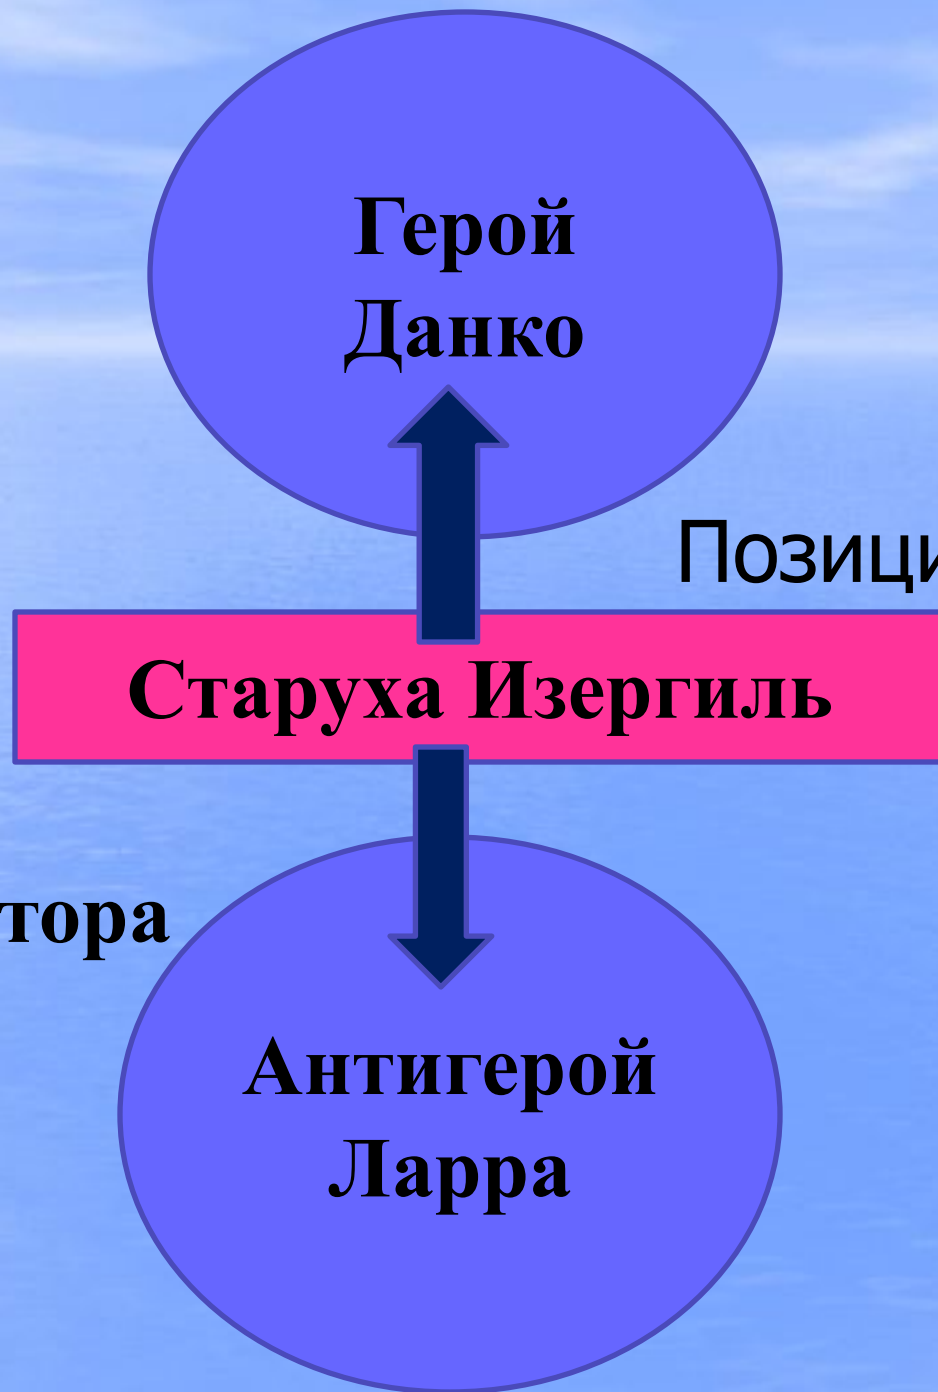 Герой
Данко
Позици
Старуха Изергиль
тора
Антигерой
Ларра